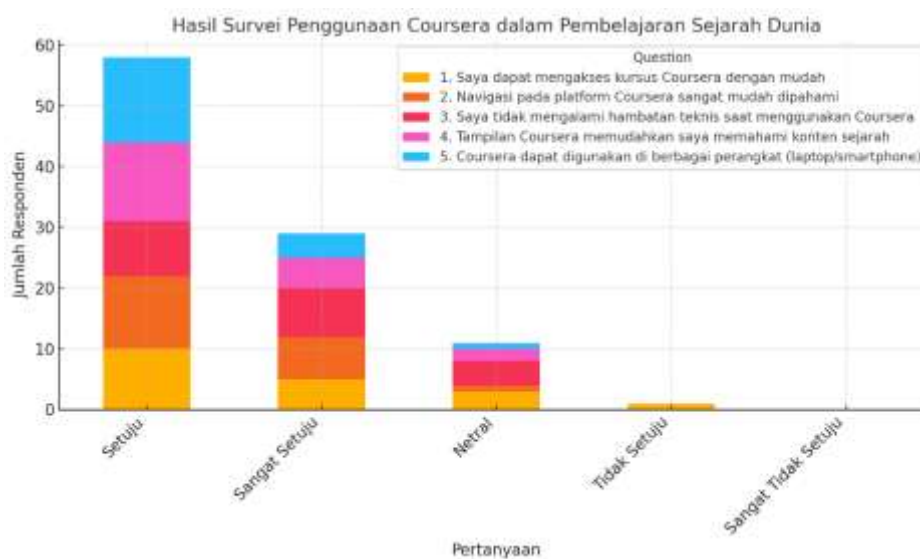 Hasil Survei Penggunaan Coursera dalam Pembelajaran Sejarah Dunia
Question
1. Saya dapat mengakses kursus Coursera dengan mudah
2. Navigasi pada platform Coursera sangat mudah dipahami
3. Saya tidak mengalami hambatan teknis saat menggunakan Coursera
4. Tampilan Coursera memudahkan saya memahami konten sejarah
5. Coursera dapat digunakan di berbagai perangkat (laptop/smartphone)
Jumlah Responden
60
50
40
30
20
10
0
Setuju
Sangat Setuju
Netral
Tidak Setuju
Sangat Tidak Setuju
Pertanyaan